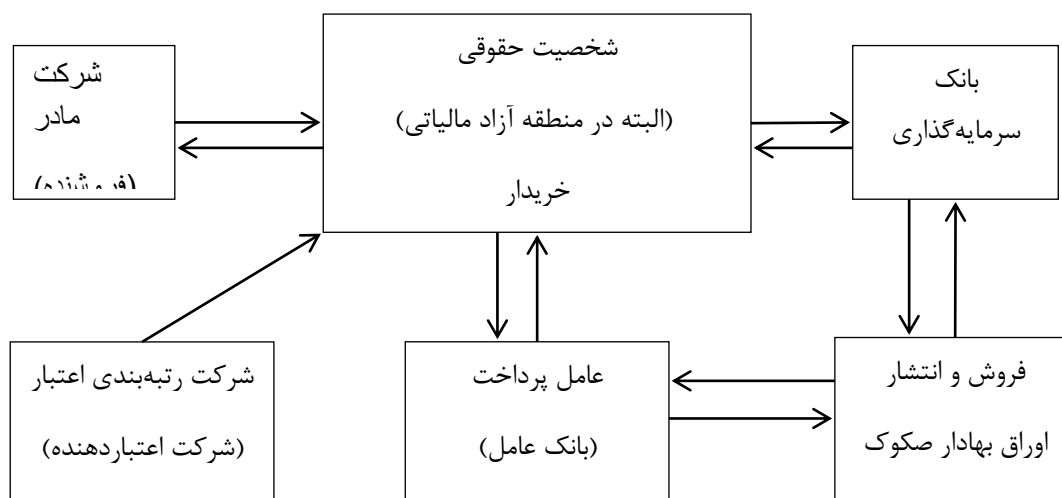 شرکت
مادر
(فروشنده)
شخصیت حقوقی
(البته در منطقه آزاد مالیاتی)
خریدار
بانک
سرمایه‌گذاری
شرکت رتبه‌بندی اعتبار
(شرکت اعتباردهنده)
عامل پرداخت
(بانک عامل)
فروش و انتشار
اوراق بهادار صکوک